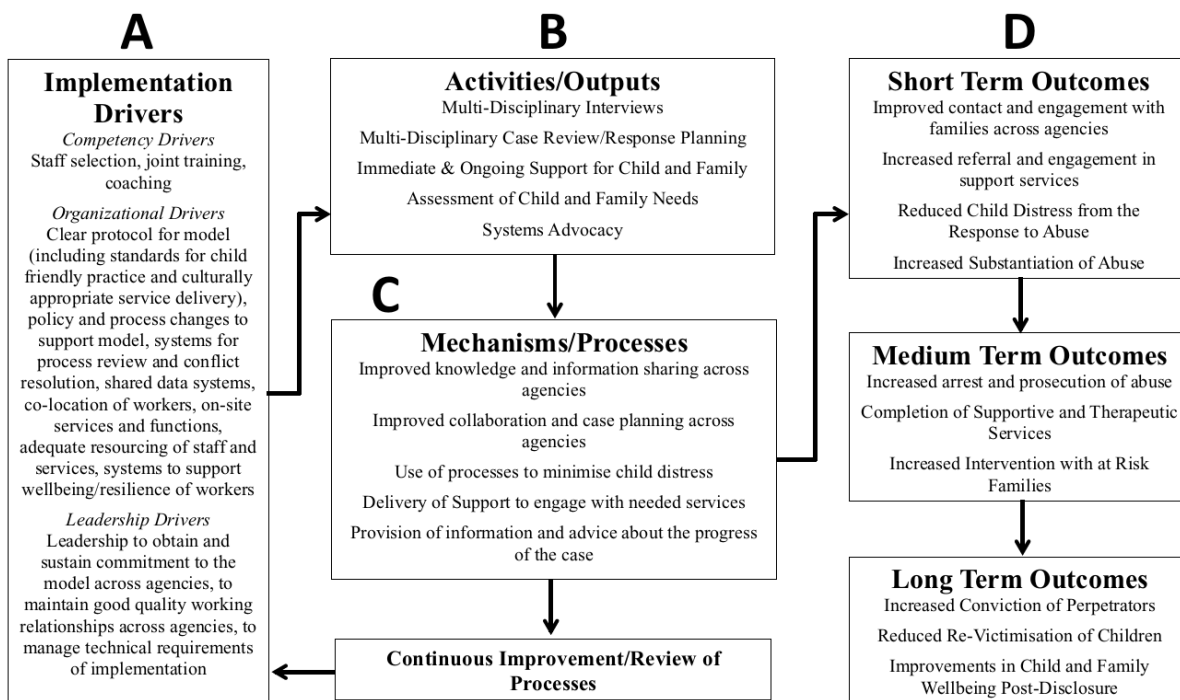 A
Implementation
Drivers
Competency Drivers
Staff selection, joint training,
coaching
Organizational Drivers
Clear protocol for model
(including standards for child
friendly practice and culturally
appropriate service delivery),
policy and process changes to
support model, systems for
process review and conflict
resolution, shared data systems,
co-location of workers, on-site
services and functions,
adequate resourcing of staff and
services, systems to support
wellbeing/resilience of workers
Leadership Drivers
Leadership to obtain and
sustain commitment to the
model across agencies, to
maintain good quality working
relationships across agencies, to
manage technical requirements
of implementation
B
Activities/Outputs
Multi-Disciplinary Interviews
Multi-Disciplinary Case Review/Response Planning
Immediate & Ongoing Support for Child and Family
Assessment of Child and Family Needs
Systems Advocacy
C
Mechanisms/Processes
Improved knowledge and information sharing across
agencies
Improved collaboration and case planning across
agencies
Use of processes to minimise child distress
Delivery of Support to engage with needed services
Provision of information and advice about the progress
of the case
Continuous Improvement/Review of
Processes
D
Short Term Outcomes
Improved contact and engagement with
families across agencies
Increased referral and engagement in
support services
Reduced Child Distress from the
Response to Abuse
Increased Substantiation of Abuse
Medium Term Outcomes
Increased arrest and prosecution of abuse
Completion of Supportive and Therapeutic
Services
Increased Intervention with at Risk
Families
Long Term Outcomes
Increased Conviction of Perpetrators
Reduced Re-Victimisation of Children
Improvements in Child and Family
Wellbeing Post-Disclosure